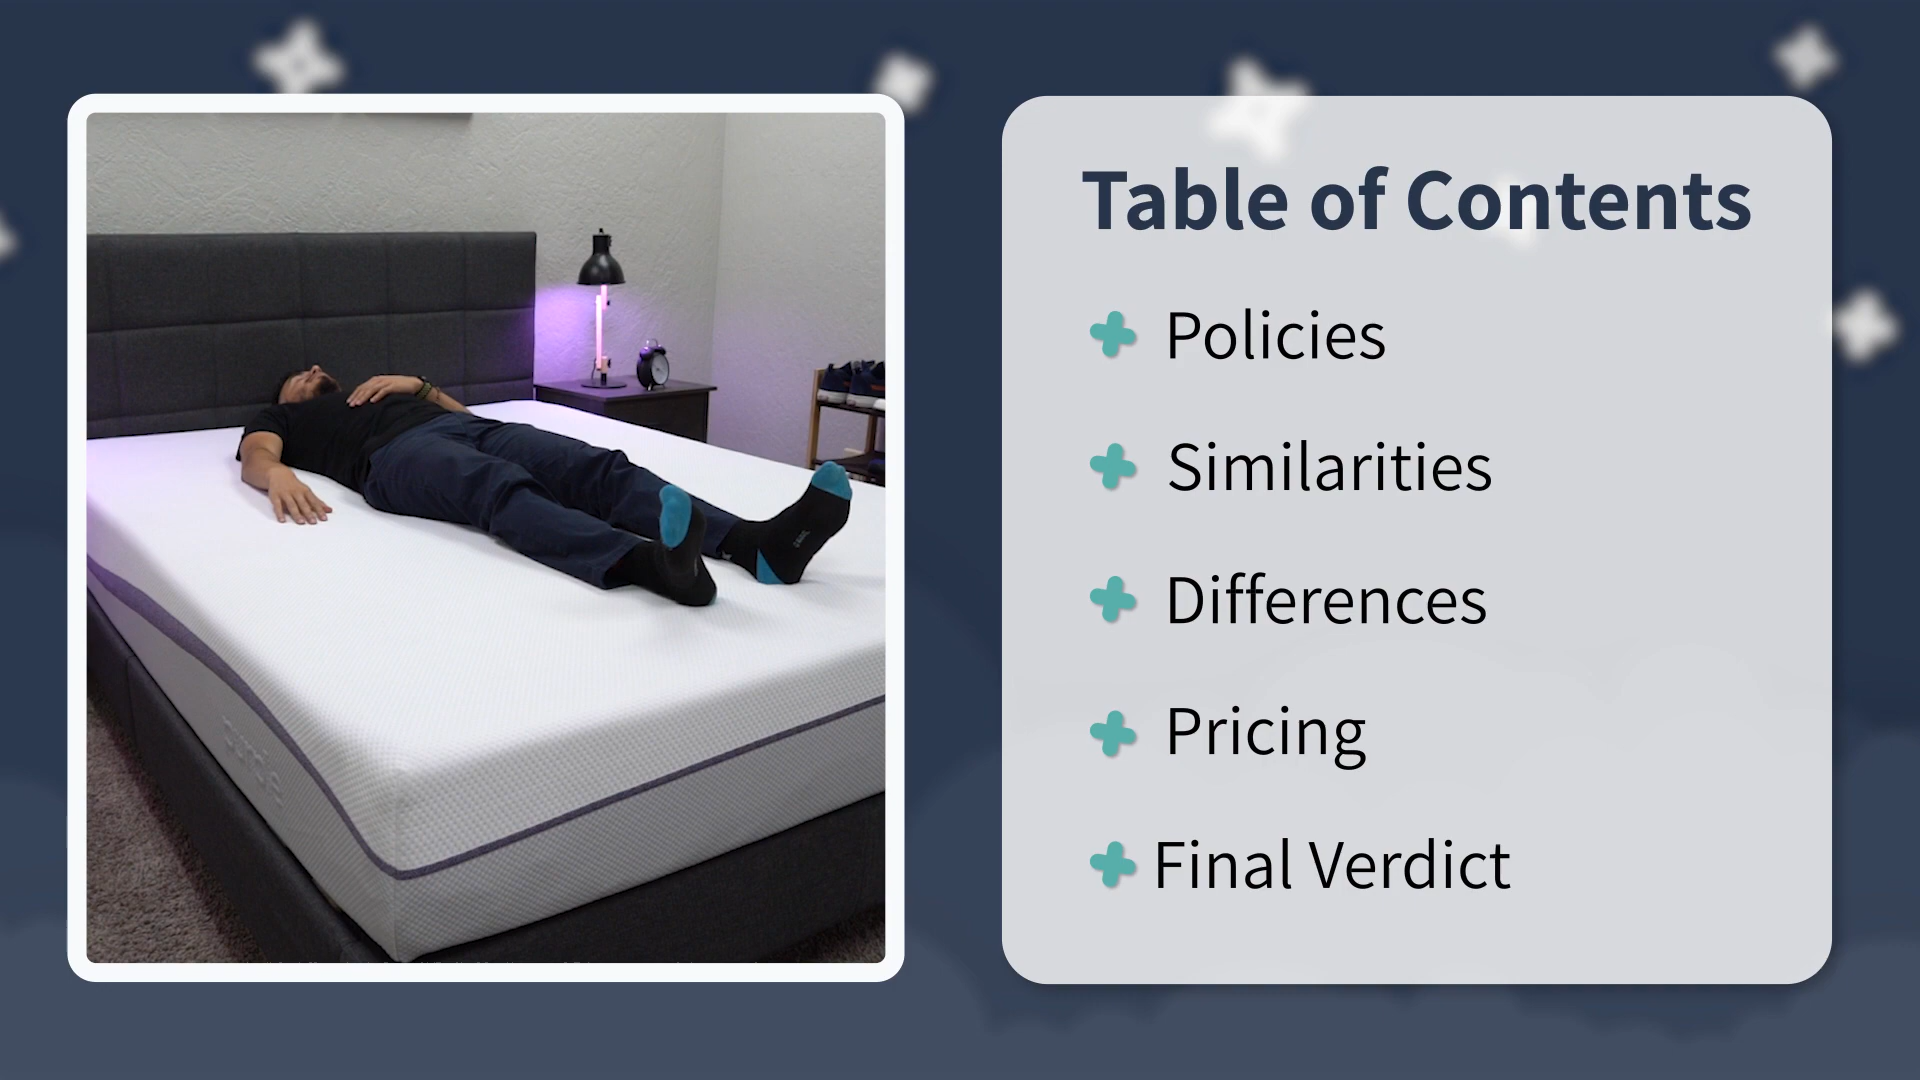 Table of Contents
Policies
Similarities
Differences
Pricing
Final Verdict